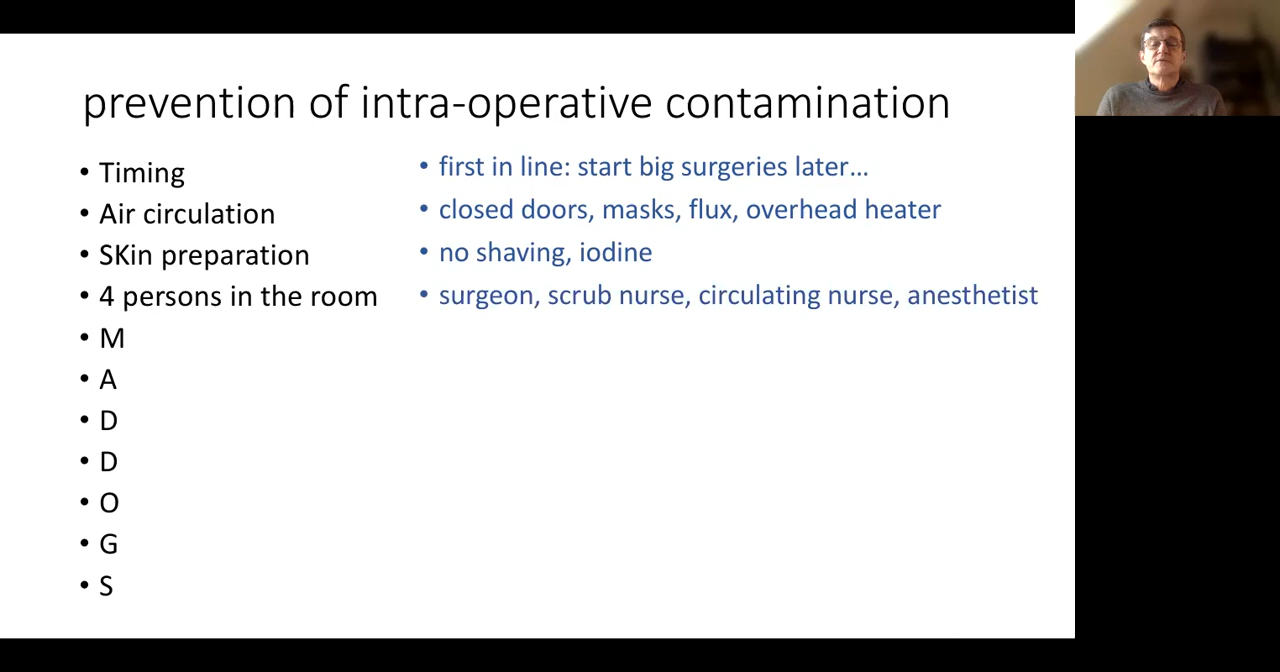 prevention of intra-operative contamination
• Timing
• Air circulation
• SKin preparation
• 4 persons in the room
• M
• A
• D
• D
• O
• G
• S
• first in line: start big surgeries later…
• closed doors, masks, flux, overhead heater
• no shaving, iodine
• surgeon, scrub nurse, circulating nurse, anesthetist